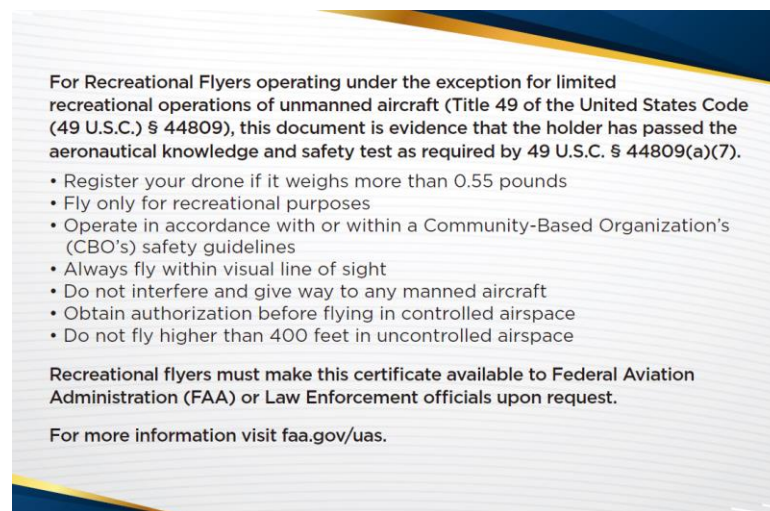 For Recreational Flyers operating under the exception for limited
recreational operations of unmanned aircraft (Title 49 of the United States Code
(49 U.S.C.) § 44809), this document is evidence that the holder has passed the
aeronautical knowledge and safety test as required by 49 U.S.C. § 44809(a)(7).
• Register your drone if it weighs more than 0.55 pounds
• Fly only for recreational purposes
• Operate in accordance with or within a Community-Based Organization's
(CBO's) safety guidelines
• Always fly within visual line of sight
• Do not interfere and give way to any manned aircraft
• Obtain authorization before flying in controlled airspace
• Do not fly higher than 400 feet in uncontrolled airspace
Recreational flyers must make this certificate available to Federal Aviation
Administration (FAA) or Law Enforcement officials upon request.
For more information visit faa.gov/uas.